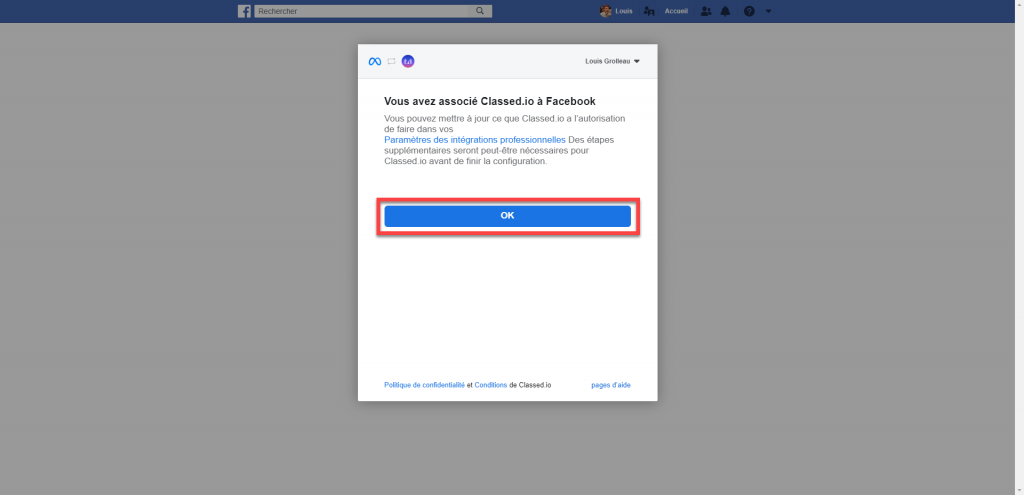 Rechercher
Louis
Accueil
Louis Grolleau
Vous avez associé Classed.io à Facebook
Vous pouvez mettre à jour ce que Classed.io a l'autorisation
de faire dans vos
Paramètres des intégrations professionnelles Des étapes
supplémentaires seront peut-être nécessaires pour
Classed.io avant de finir la configuration.
OK
Politique de confidentialité et Conditions de Classed.io
pages d'aide